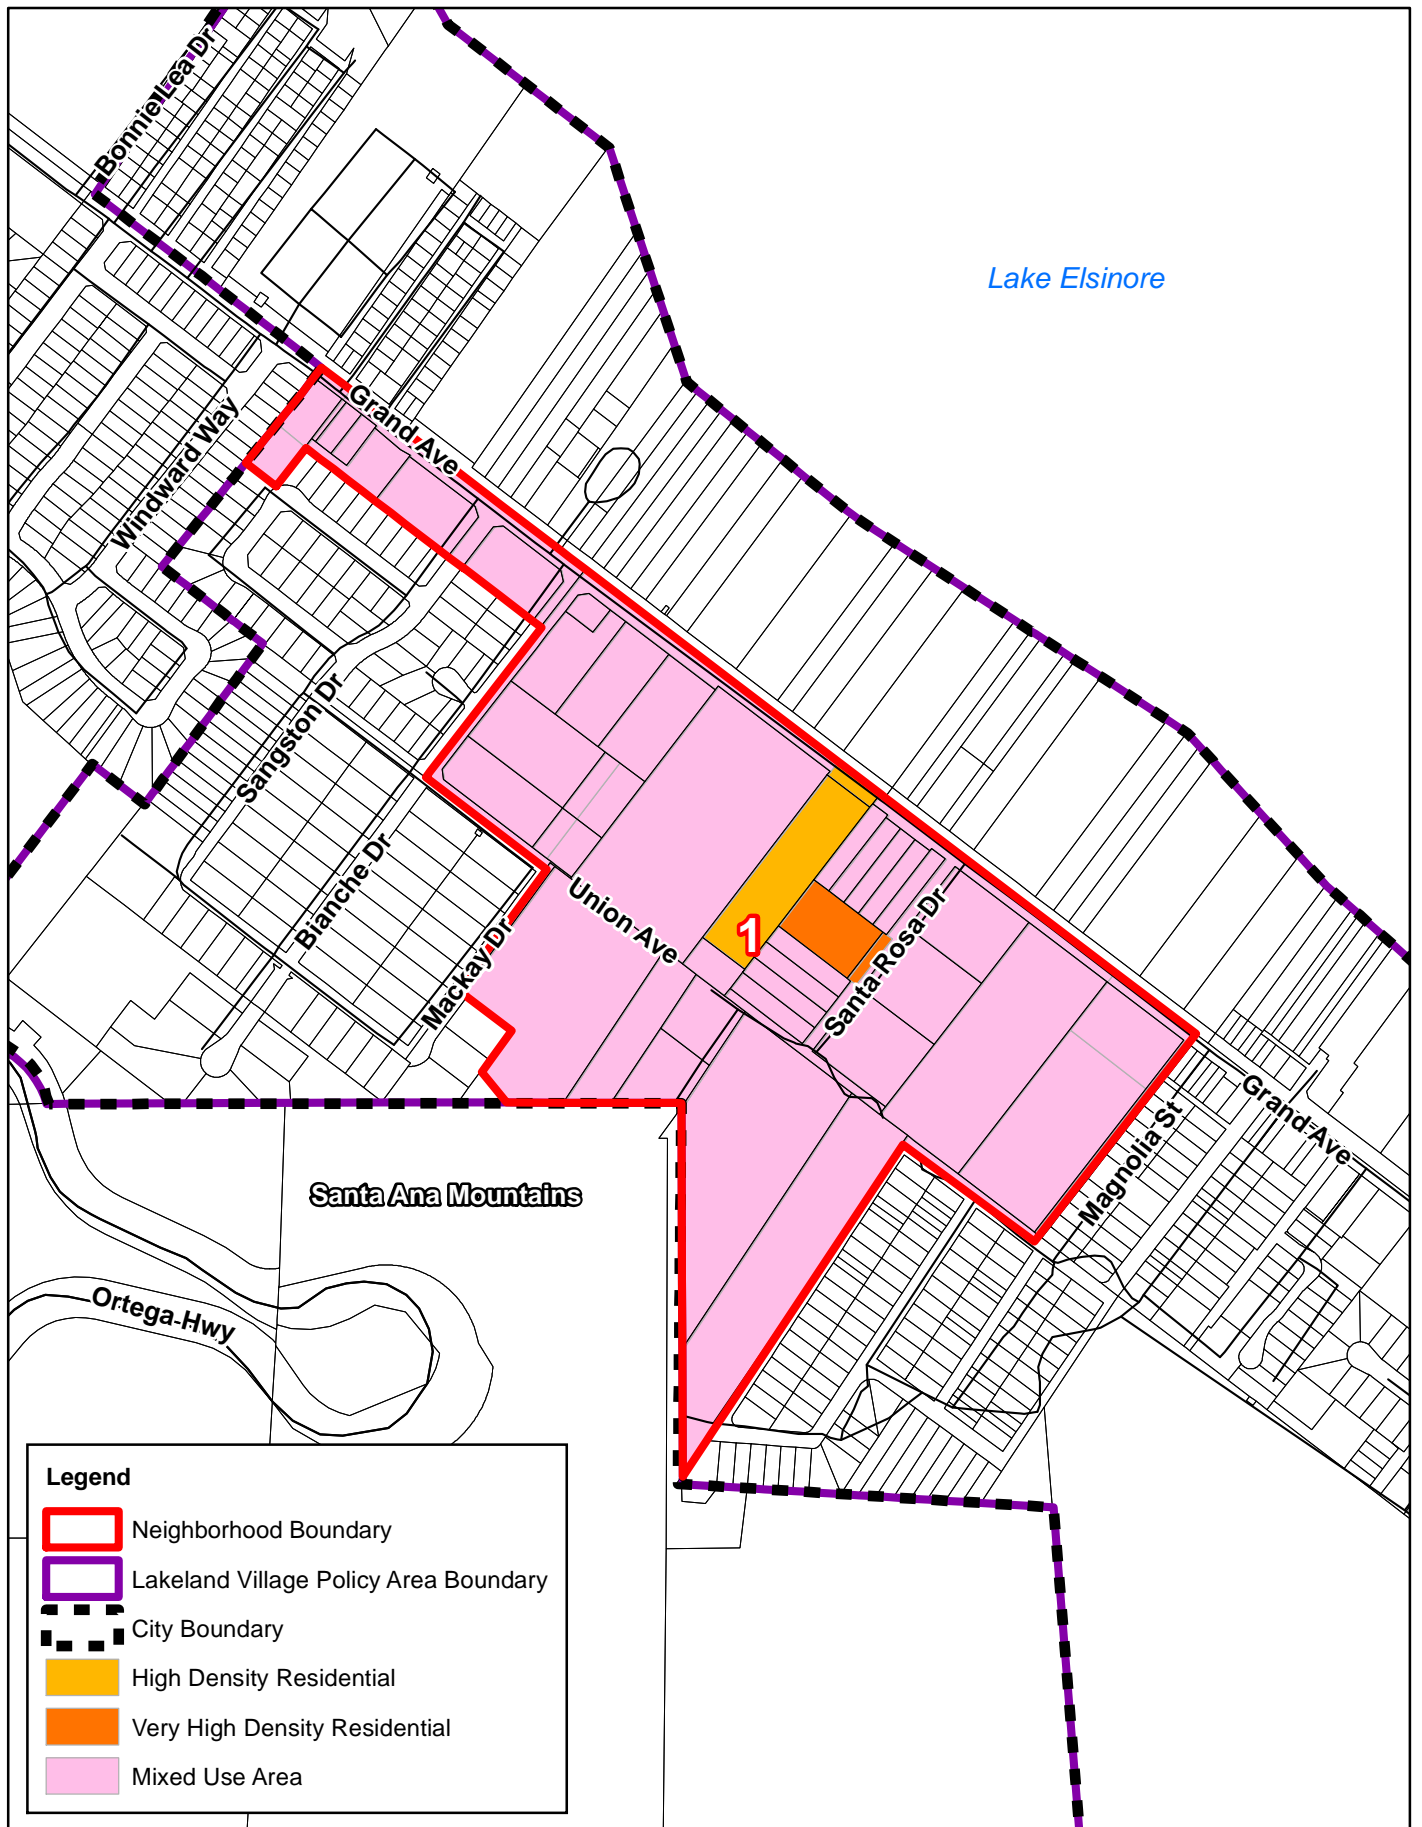 Bonnie Lea Dr
Lake Elsinore
Grand Ave
Windward Way
Sangston Dr
Bianche Dr
Union Ave
1
Santa Rosa Dr
Mackay Dr
Grand Ave
Magnolia St
Santa Ana Mountains
Ortega Hwy
Legend
Neighborhood Boundary
Lakeland Village Policy Area Boundary
City Boundary
High Density Residential
Very High Density Residential
Mixed Use Area